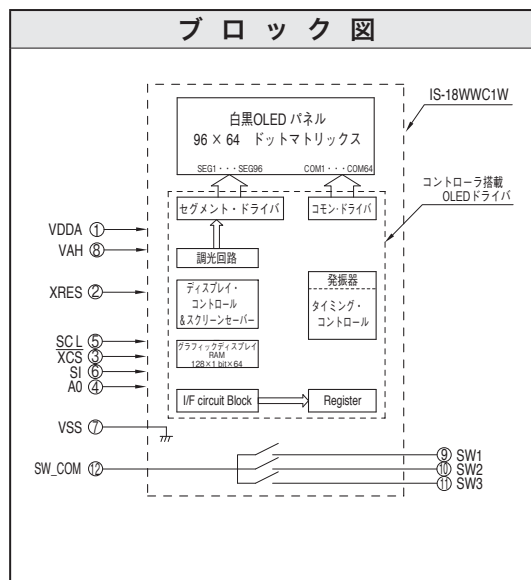 ブロック図
IS-18WWC1W
白黒OLED パネル
96 × 64 ドットマトリックス
SEG1・・・SEG96
COM1・・・COM64
コントローラ搭載
OLEDドライバ
セグメント・ドライバ
コモン・ドライバ
VDDA ①
VAH ⑧
調光回路
XRES ②
ディスプレイ・
コントロール
&スクリーンセーバー
発振器
タイミング・
コントロール
SCL ⑤
XCS ③
SI ⑥
A0 ④
グラフィックディスプレイ
RAM
128×1 bit×64
I/F circuit Block
Register
VSS ⑦
SW_COM ⑫
⑨ SW1
⑩ SW2
⑪ SW3